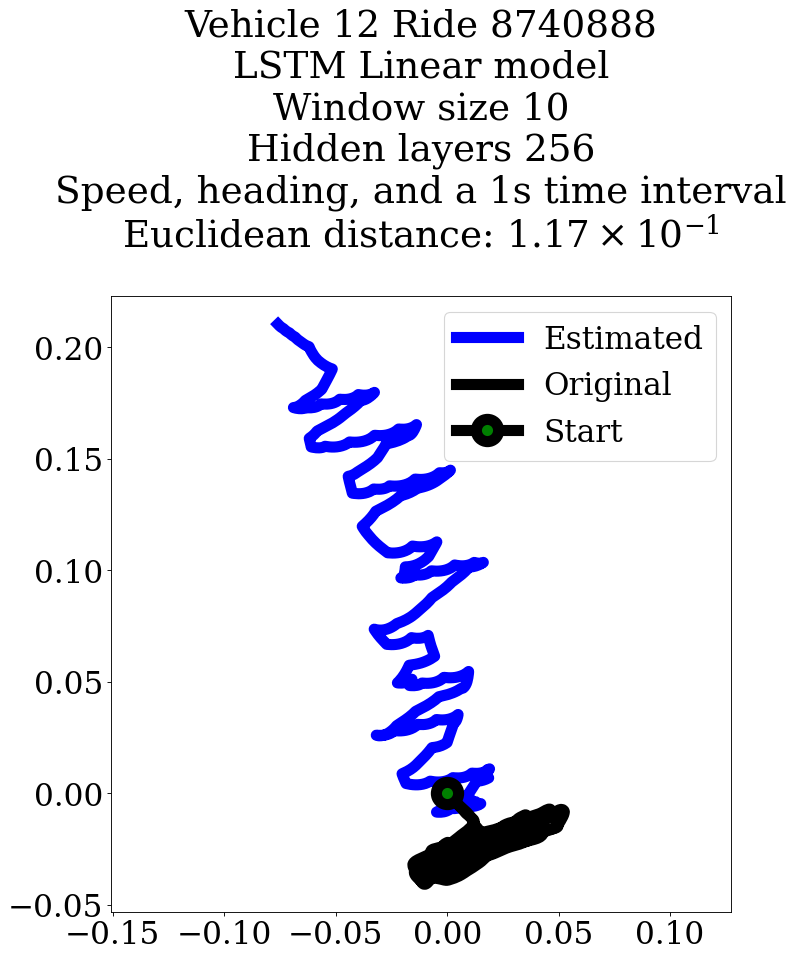 Vehicle 12 Ride 8740888
LSTM Linear model
Window size 10
Hidden layers 256
Speed, heading, and a 1s time interval
Euclidean distance: 1.17 × 10⁻¹
Estimated
Original
Start
0.20
0.15
0.10
0.05
0.00
−0.05
−0.15 −0.10 −0.05 0.00 0.05 0.10